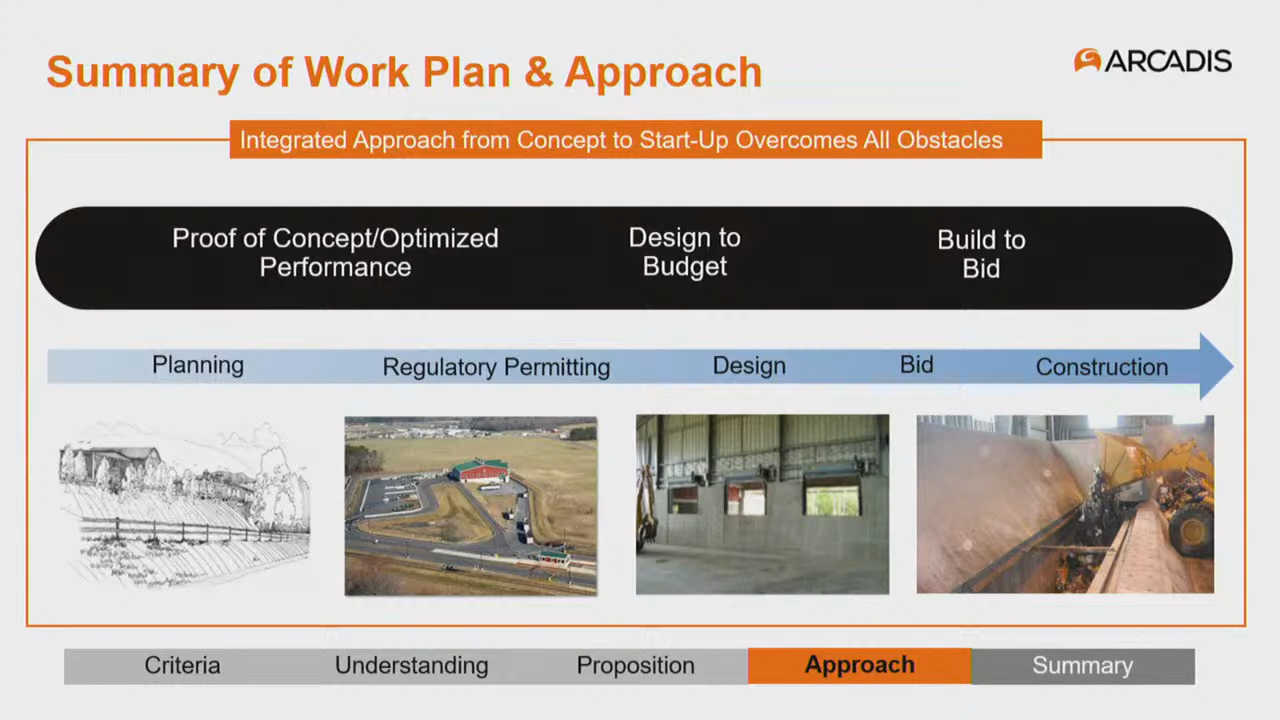 Summary of Work Plan & Approach
ARCADIS
Integrated Approach from Concept to Start-Up Overcomes All Obstacles
Proof of Concept/Optimized
Performance
Design to
Budget
Build to
Bid
Planning
Regulatory Permitting
Design
Bid
Construction
Criteria
Understanding
Proposition
Approach
Summary